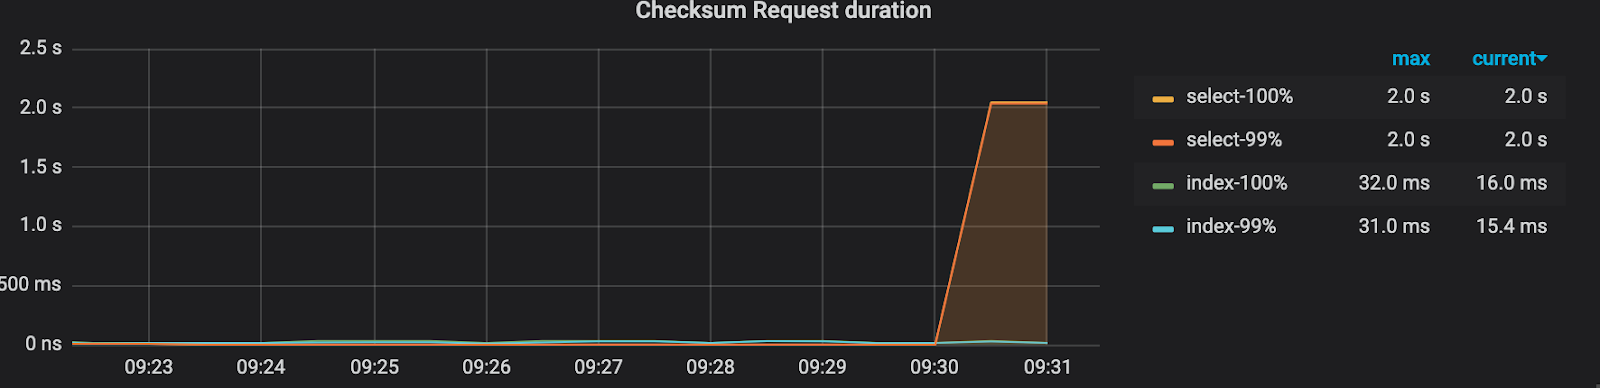 Checksum Request duration
2.5 s
2.0 s
1.5 s
1.0 s
500 ms
0 ns
09:23 09:24 09:25 09:26 09:27 09:28 09:29 09:30 09:31
max current
select-100% 2.0 s 2.0 s
select-99% 2.0 s 2.0 s
index-100% 32.0 ms 16.0 ms
index-99% 31.0 ms 15.4 ms